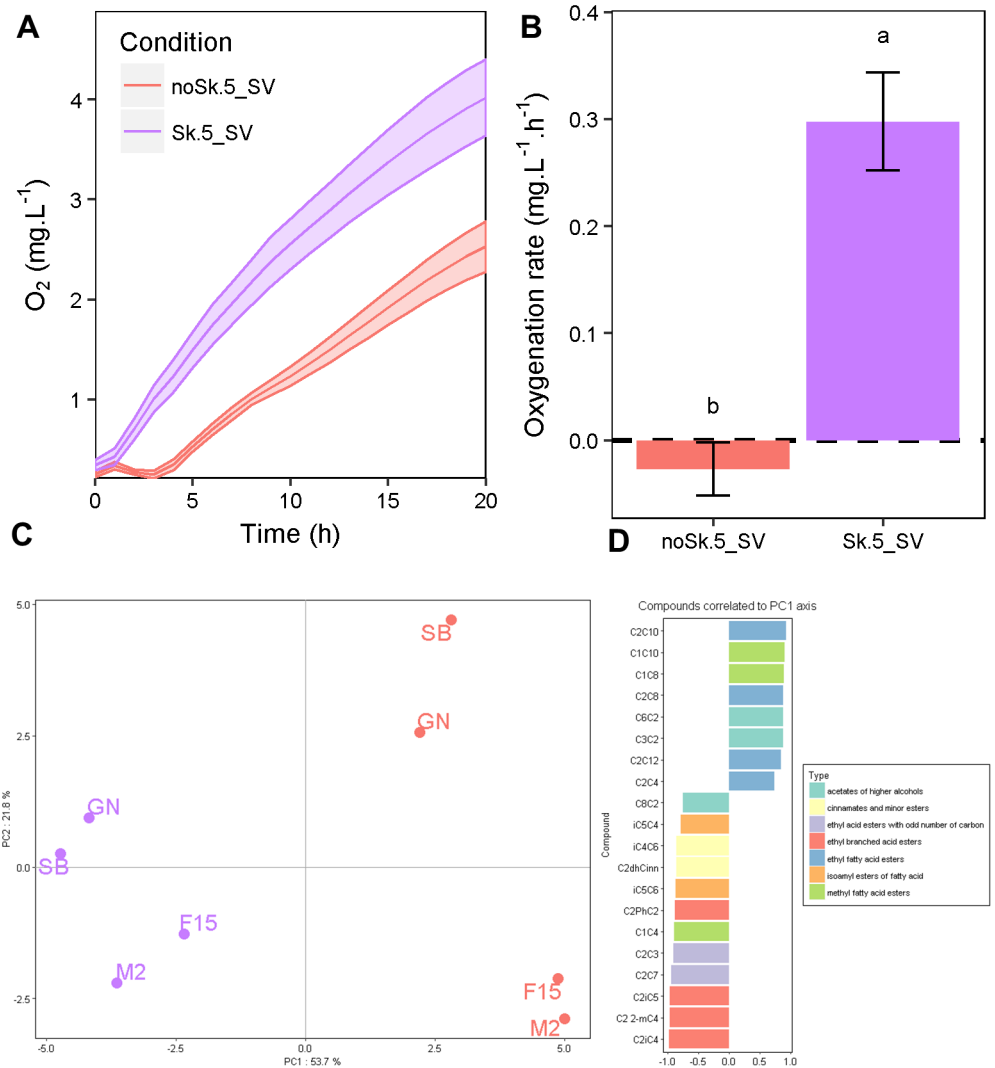 A
Condition
noSk.5_SV
Sk.5_SV
O2 (mg.L-1)
4
3
2
1
0
5
10
15
20
Time (h)
B
Oxygenation rate (mg.L-1.h-1)
0.4
0.3
0.2
0.1
0.0
a
b
noSk.5_SV
Sk.5_SV
C
PC2 : 21.8 %
5.0
2.5
0.0
-2.5
SB
GN
GN
SB
F15
M2
F15
M2
-5.0
-2.5
0.0
2.5
5.0
PC1 : 53.7 %
D
Compounds correlated to PC1 axis
Compound
C2C10
C1C10
C1C8
C2C8
C6C2
C3C2
C2C12
C2C4
C8C2
iC5C4
iC4C6
C2dhCinn
iC5C6
C2PhC2
C1C4
C2C3
C2C7
C2iC5
C2 2-mC4
C2iC4
-1.0
-0.5
0.0
0.5
1.0
Type
acetates of higher alcohols
cinnamates and minor esters
ethyl acid esters with odd number of carbon
ethyl branched acid esters
ethyl fatty acid esters
isoamyl esters of fatty acid
methyl fatty acid esters